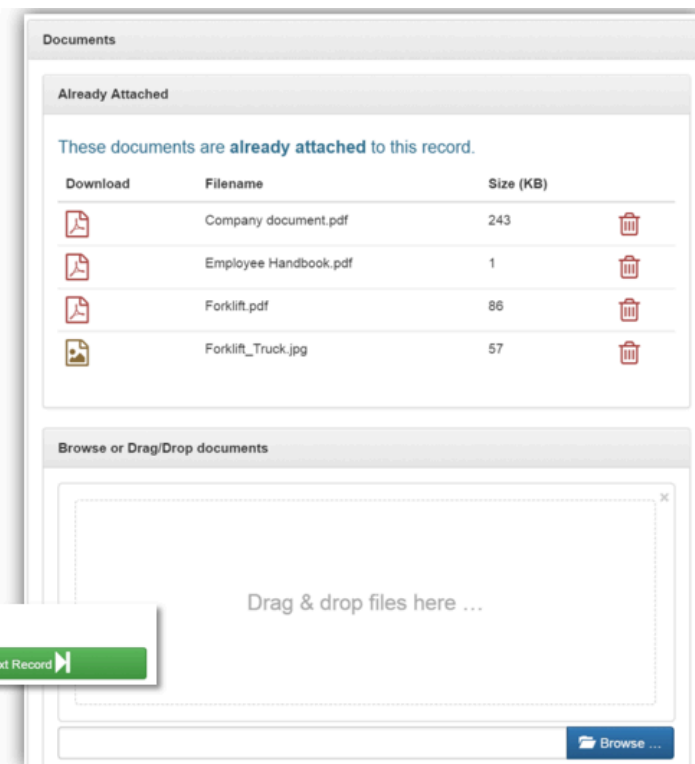 Documents
Already Attached
These documents are already attached to this record.
Download Filename Size (KB)
Company document.pdf 243
Employee Handbook.pdf 1
Forklift.pdf 86
Forklift_Truck.jpg 57
Browse or Drag/Drop documents
×
Drag & drop files here …
Record
Browse …